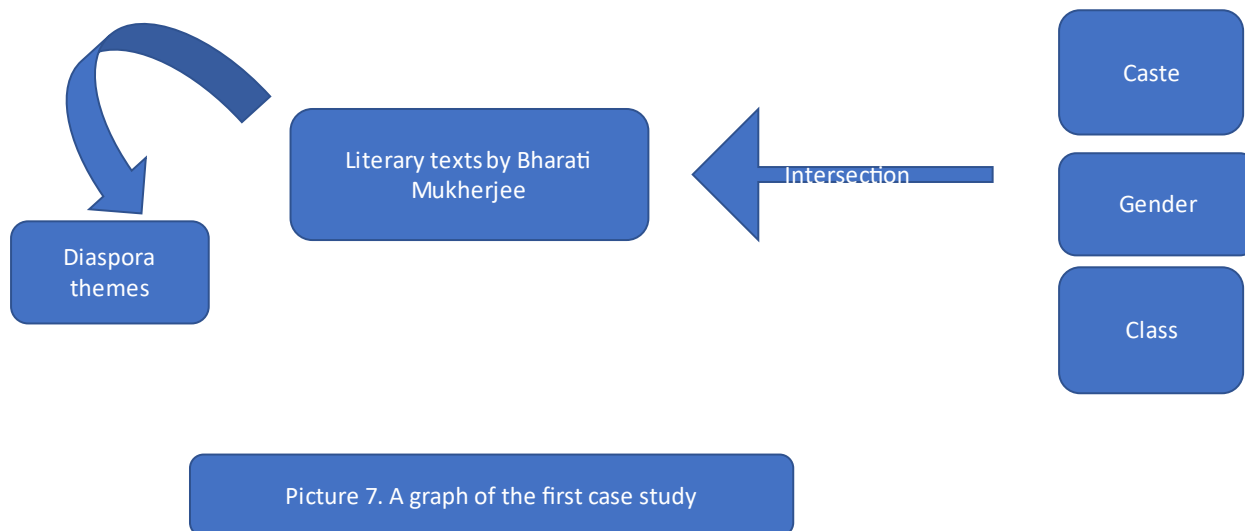 Caste
Literary texts by Bharati
Mukherjee
Intersection
Gender
Diaspora
themes
Class
Picture 7. A graph of the first case study